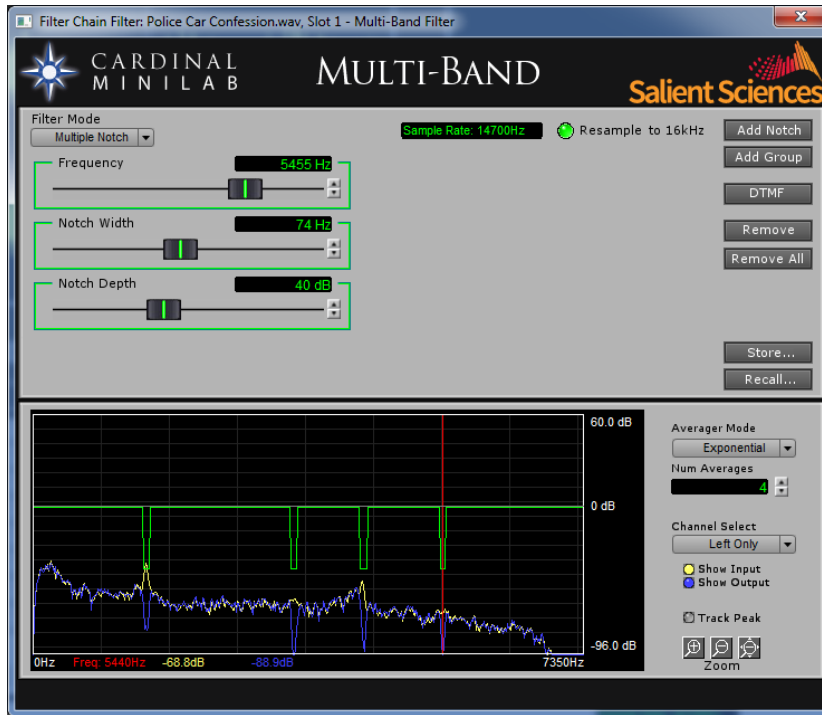 Filter Chain Filter: Police Car Confession.wav, Slot 1 - Multi-Band Filter
CARDINAL
MINILAB
MULTI-BAND
Salient Sciences
Filter Mode
Multiple Notch
Sample Rate: 14700Hz
Resample to 16kHz
Add Notch
Add Group
DTMF
Remove
Remove All
Store...
Recall...
Frequency
5455 Hz
Notch Width
74 Hz
Notch Depth
40 dB
60.0 dB
0 dB
-96.0 dB
0Hz Freq: 5440Hz -68.8dB -88.9dB 7350Hz
Averager Mode
Exponential
Num Averages
4
Channel Select
Left Only
Show Input
Show Output
Track Peak
Zoom